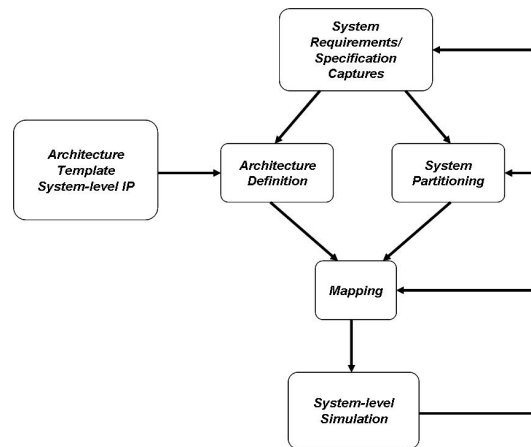 System
Requirements/
Specification
Captures
Architecture
Template
System-level IP
Architecture
Definition
System
Partitioning
Mapping
System-level
Simulation